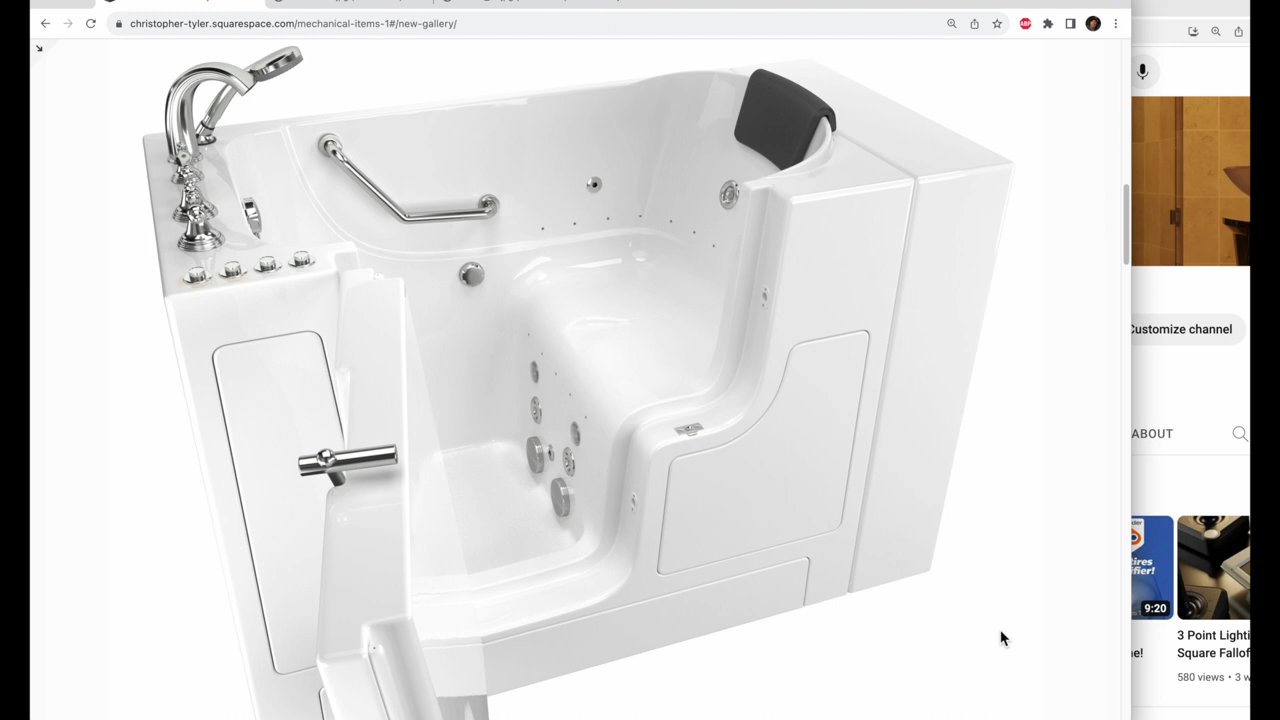 christopher-tyler.squarespace.com/mechanical-items-1#/new-gallery/
ABP
Customize channel
ABOUT
9:20
3 Point Lighti
Square Fallof
580 views • 3 w